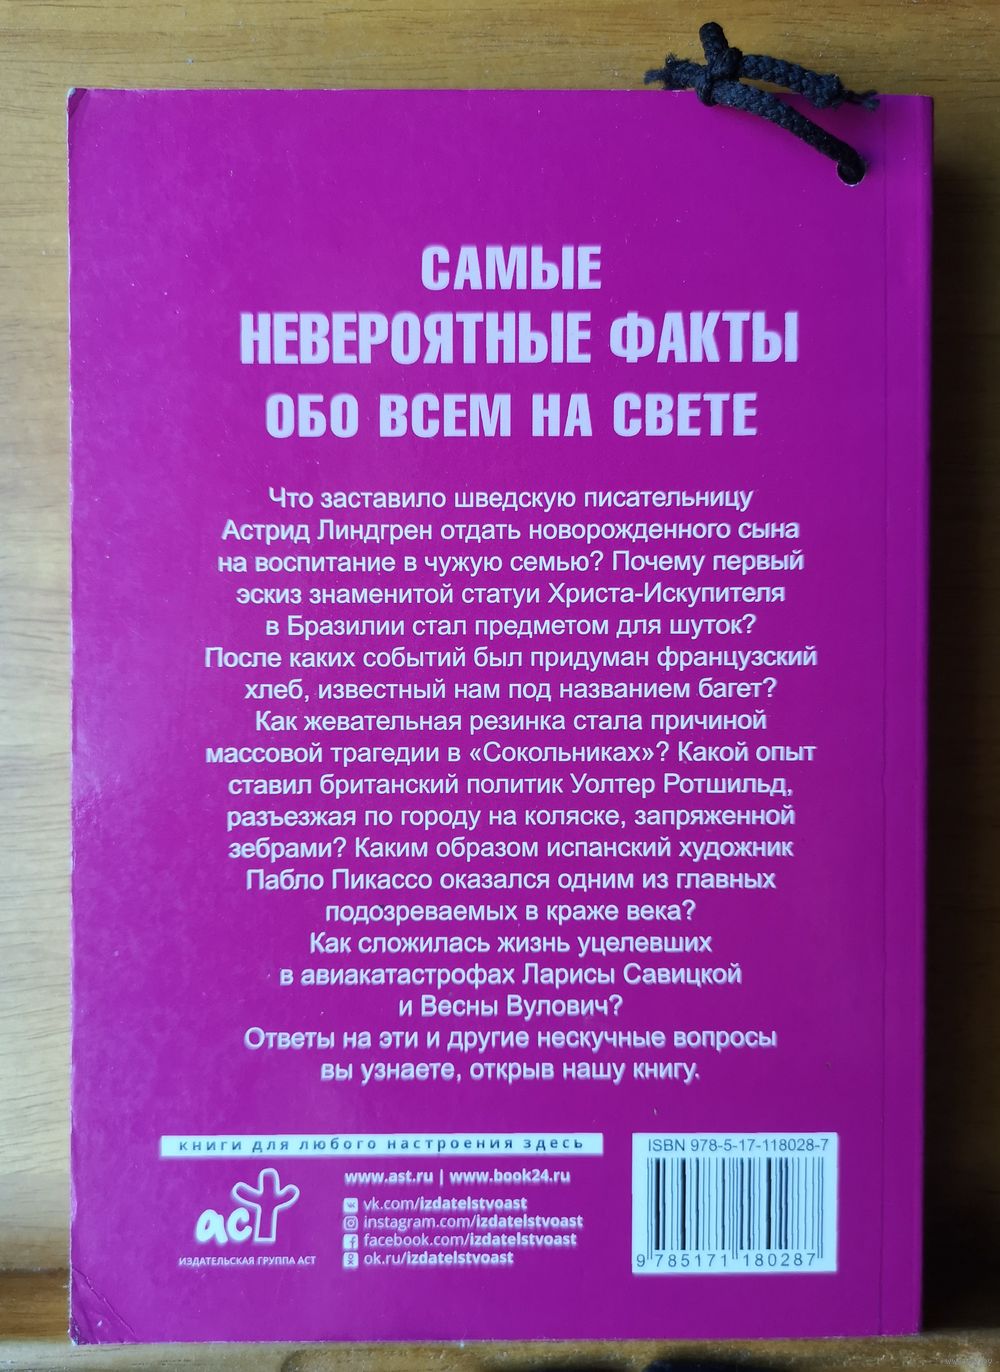 САМЫЕ
НЕВЕРОЯТНЫЕ ФАКТЫ
ОБО ВСЕМ НА СВЕТЕ
Что заставило шведскую писательницу
Астрид Линдгрен отдать новорожденного сына
на воспитание в чужую семью? Почему первый
эскиз знаменитой статуи Христа-Искупителя
в Бразилии стал предметом для шуток?
После каких событий был придуман французский
хлеб, известный нам под названием багет?
Как жевательная резинка стала причиной
массовой трагедии в «Сокольниках»? Какой опыт
ставил британский политик Уолтер Ротшильд,
разъезжая по городу на коляске, запряженной
зебрами? Каким образом испанский художник
Пабло Пикассо оказался одним из главных
подозреваемых в краже века?
Как сложилась жизнь уцелевших
в авиакатастрофах Ларисы Савицкой
и Весны Вулович?
Ответы на эти и другие нескучные вопросы
вы узнаете, открыв нашу книгу.
книги для любого настроения здесь
аст
ИЗДАТЕЛЬСКАЯ ГРУППА АСТ
www.ast.ru | www.book24.ru
vk.com/izdatelstvoast
instagram.com/izdatelstvoast
facebook.com/izdatelstvoast
ok.ru/izdatelstvoast
ISBN 978-5-17-118028-7
9 785171 180287